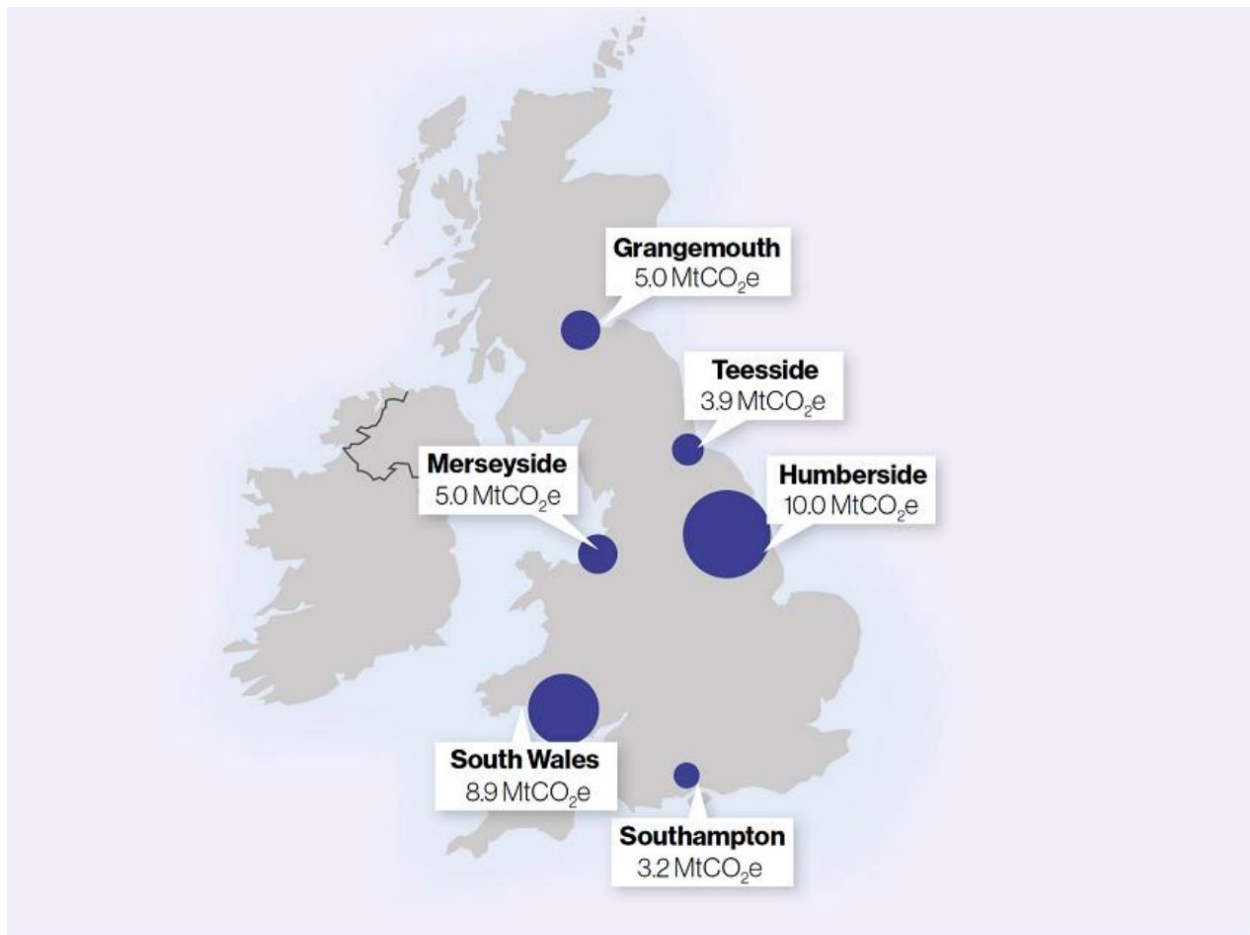 Grangemouth
5.0 MtCO₂e
Teesside
3.9 MtCO₂e
Merseyside
5.0 MtCO₂e
Humberside
10.0 MtCO₂e
South Wales
8.9 MtCO₂e
Southampton
3.2 MtCO₂e